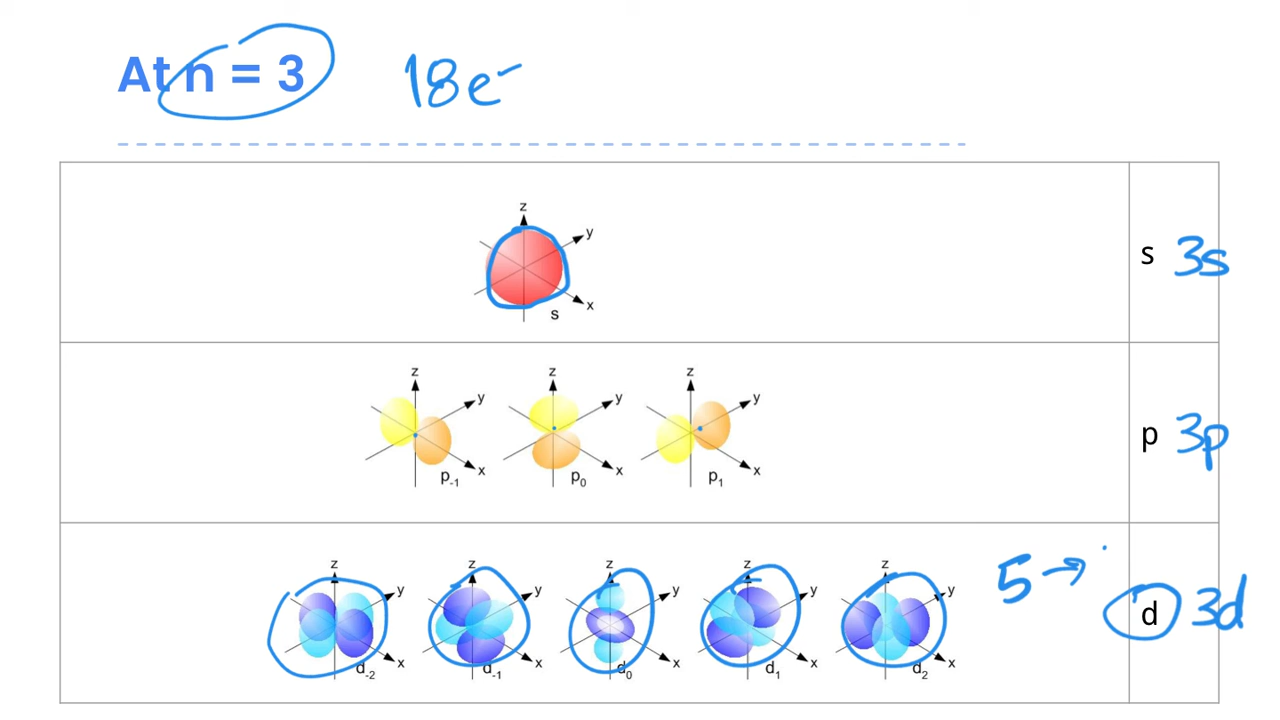 At n = 3 18e⁻
z
y
x
s
s 3s
z y x p₋₁
z y x p₀
z y x p₁
p 3p
z y x d₋₂
z y x d₋₁
z y x d₀
z y x d₁
z y x d₂
5 →
d 3d